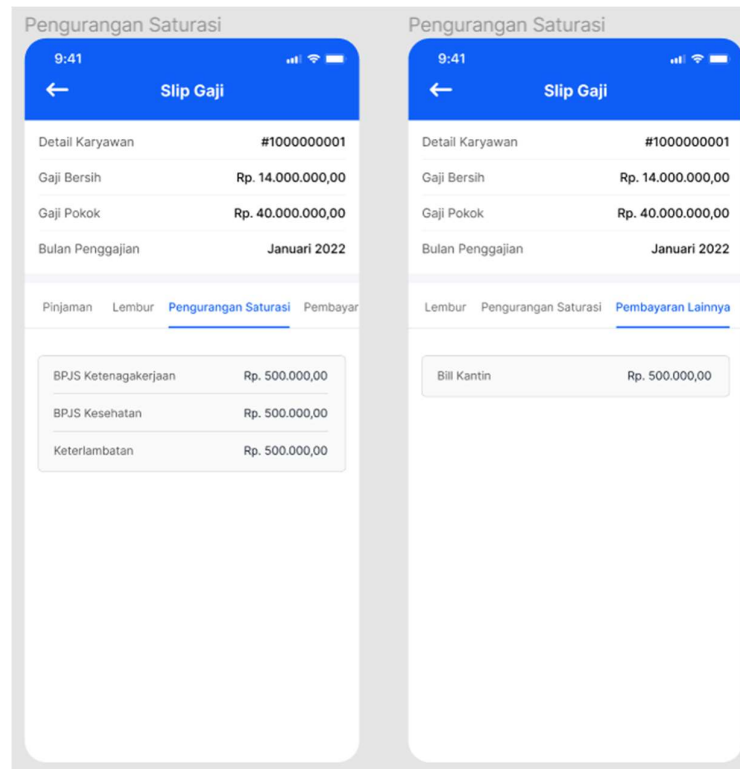 Pengurangan Saturasi
9:41
Slip Gaji
Detail Karyawan #1000000001
Gaji Bersih Rp. 14.000.000,00
Gaji Pokok Rp. 40.000.000,00
Bulan Penggajian Januari 2022
Pinjaman Lembur Pengurangan Saturasi Pembayar
BPJS Ketenagakerjaan Rp. 500.000,00
BPJS Kesehatan Rp. 500.000,00
Keterlambatan Rp. 500.000,00
Pengurangan Saturasi
9:41
Slip Gaji
Detail Karyawan #1000000001
Gaji Bersih Rp. 14.000.000,00
Gaji Pokok Rp. 40.000.000,00
Bulan Penggajian Januari 2022
Lembur Pengurangan Saturasi Pembayaran Lainnya
Bill Kantin Rp. 500.000,00